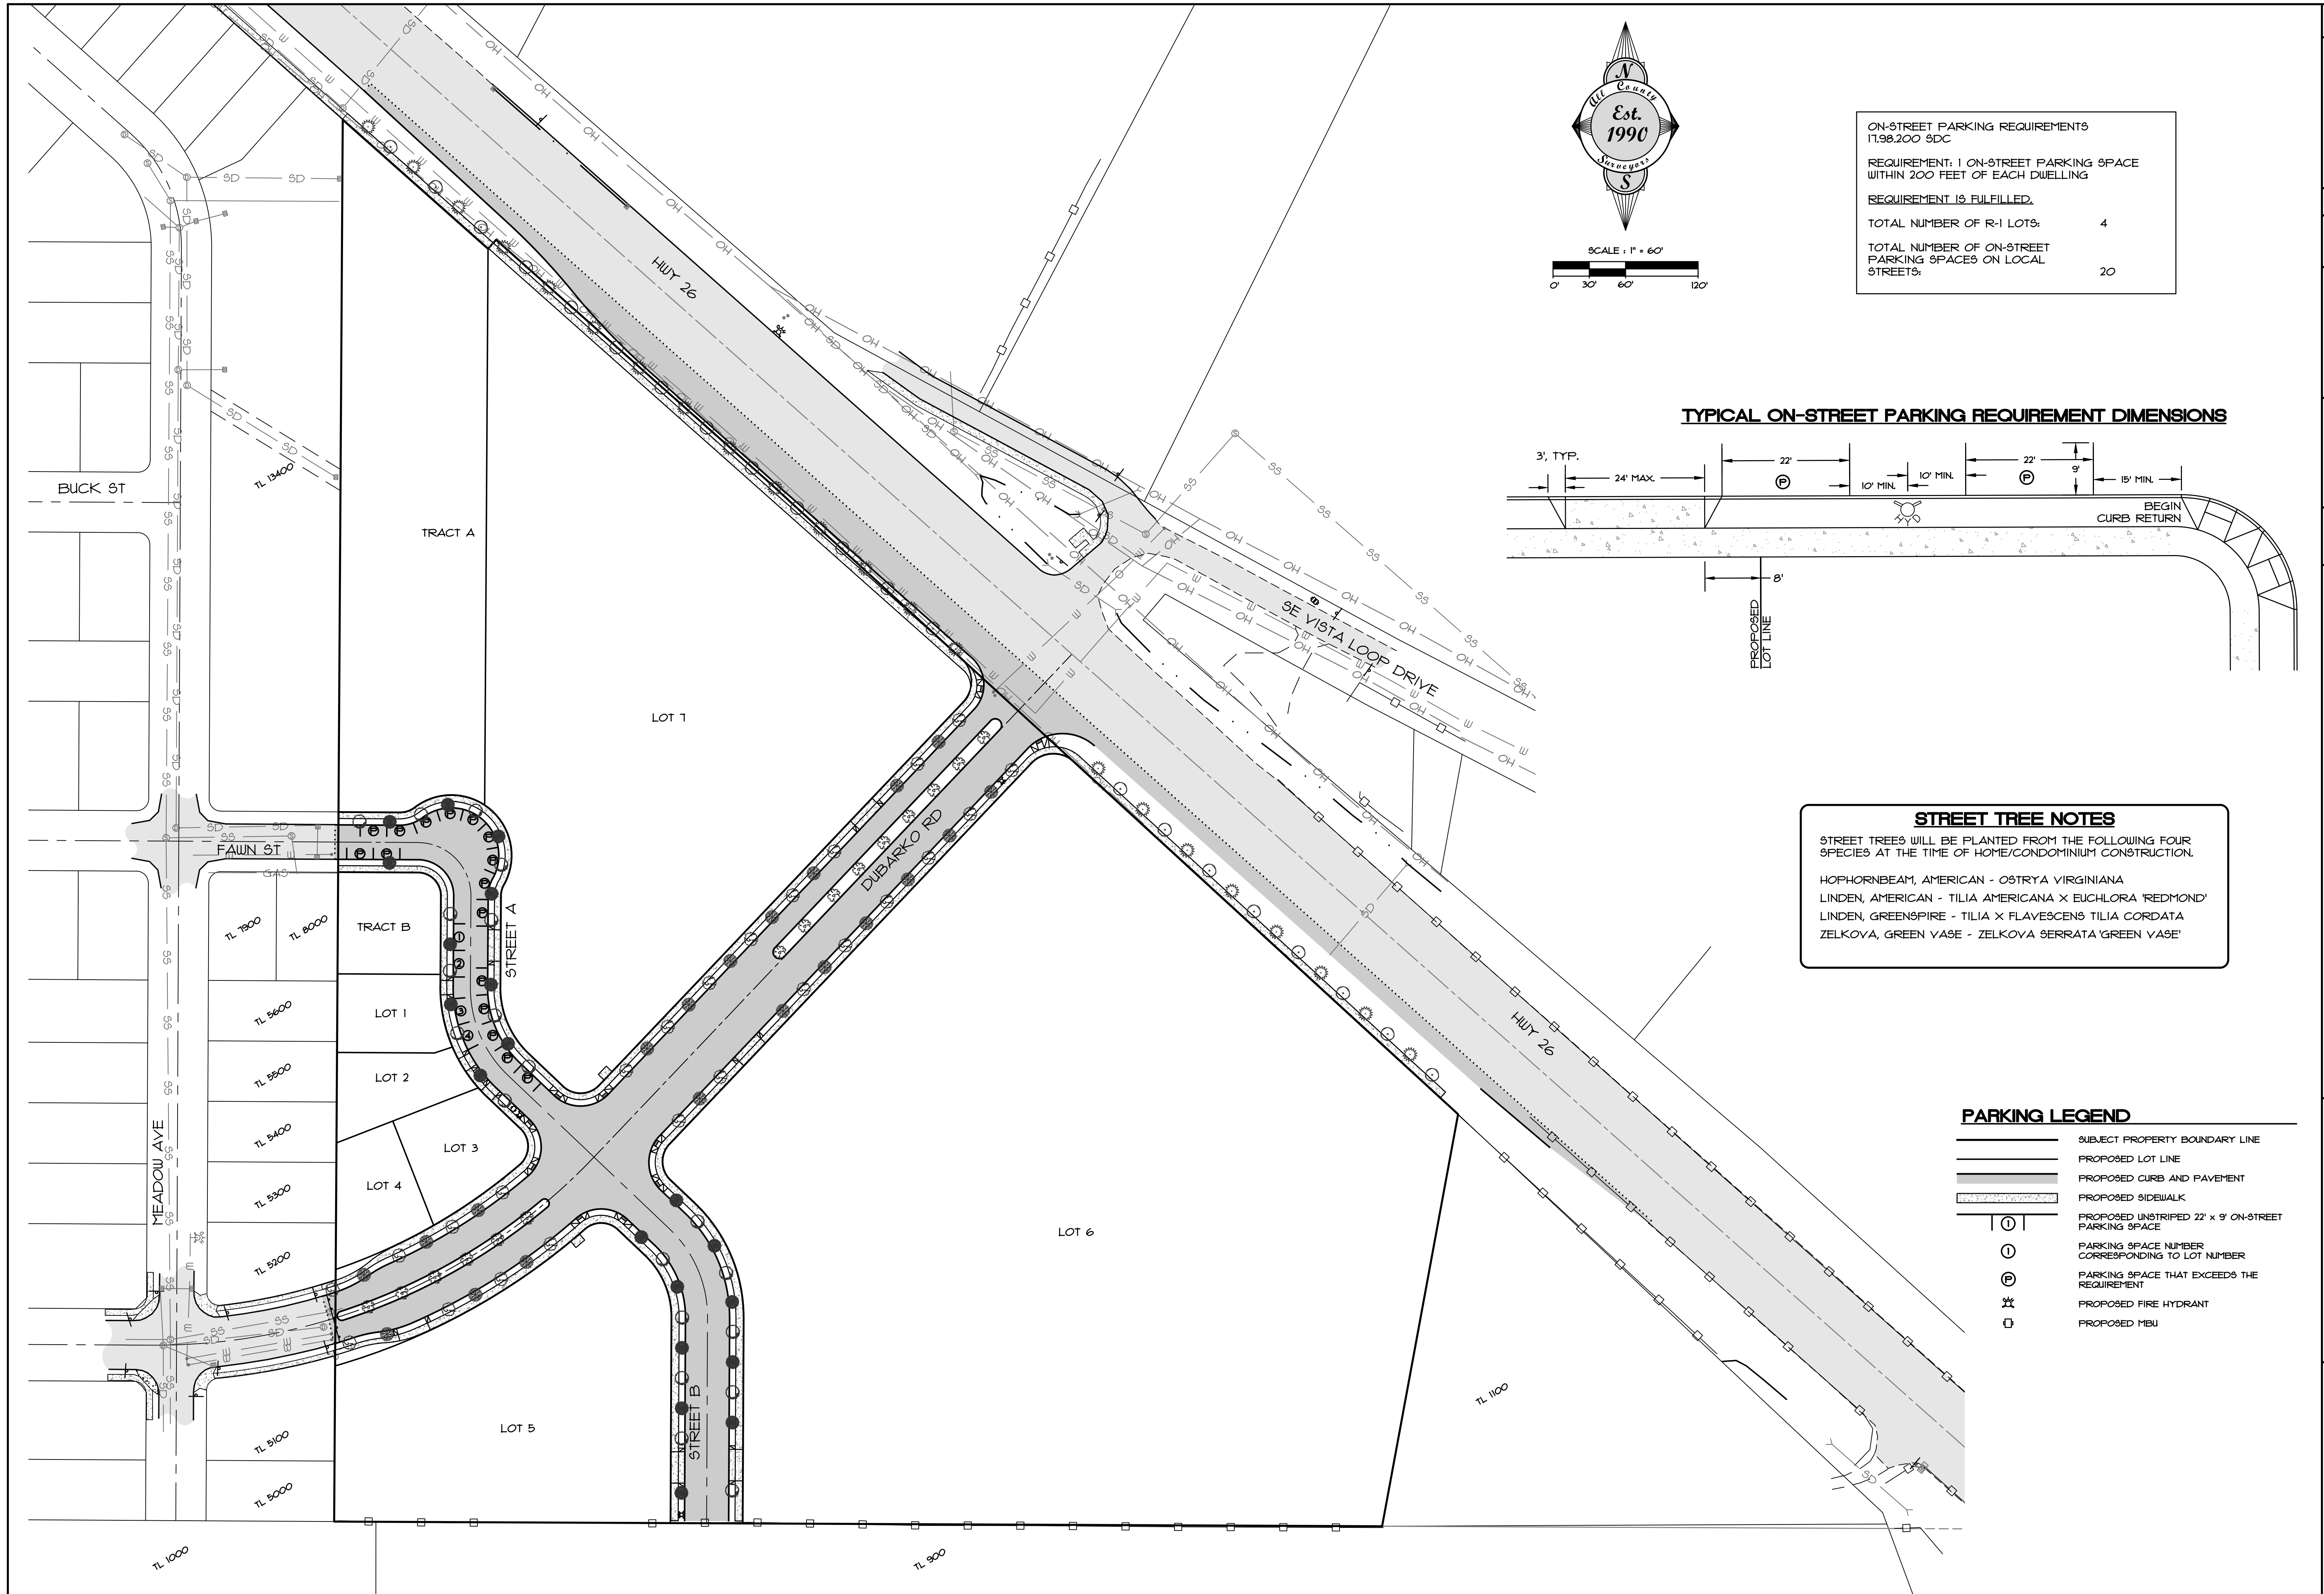 N
All County
Est.
1990
Surveyors
S
SCALE : 1" = 60'
0' 30' 60' 120'
ON-STREET PARKING REQUIREMENTS
17.98.200 SDC
REQUIREMENT: 1 ON-STREET PARKING SPACE
WITHIN 200 FEET OF EACH DWELLING
REQUIREMENT IS FULFILLED.
TOTAL NUMBER OF R-1 LOTS: 4
TOTAL NUMBER OF ON-STREET
PARKING SPACES ON LOCAL
STREETS: 20
TYPICAL ON-STREET PARKING REQUIREMENT DIMENSIONS
3', TYP.
24' MAX.
22'
P
10' MIN.
10' MIN.
22'
P
9'
15' MIN.
BEGIN
CURB RETURN
8'
PROPOSED
LOT LINE
STREET TREE NOTES
STREET TREES WILL BE PLANTED FROM THE FOLLOWING FOUR
SPECIES AT THE TIME OF HOME/CONDOMINIUM CONSTRUCTION.
HOPHORNBEAM, AMERICAN - OSTRYA VIRGINIANA
LINDEN, AMERICAN - TILIA AMERICANA X EUCHLORA 'REDMOND'
LINDEN, GREENSPIRE - TILIA X FLAVESCENS TILIA CORDATA
ZELKOVA, GREEN VASE - ZELKOVA SERRATA 'GREEN VASE'
PARKING LEGEND
SUBJECT PROPERTY BOUNDARY LINE
PROPOSED LOT LINE
PROPOSED CURB AND PAVEMENT
PROPOSED SIDEWALK
1
PROPOSED UNSTRIPED 22' x 9' ON-STREET
PARKING SPACE
1
PARKING SPACE NUMBER
CORRESPONDING TO LOT NUMBER
P
PARKING SPACE THAT EXCEEDS THE
REQUIREMENT
PROPOSED FIRE HYDRANT
PROPOSED MBU
HWY 26
SE VISTA LOOP DRIVE
HWY 26
BUCK ST
TL 13400
TRACT A
LOT 7
DUBARKO RD
FAWN ST
GAS
STREET A
TL 7900
TL 8000
TRACT B
1
2
3
4
TL 5600
LOT 1
TL 5500
LOT 2
TL 5400
LOT 3
MEADOW AVE
TL 5300
LOT 4
TL 5200
LOT 6
TL 5100
LOT 5
STREET B
TL 5000
TL 1100
TL 1000
TL 900